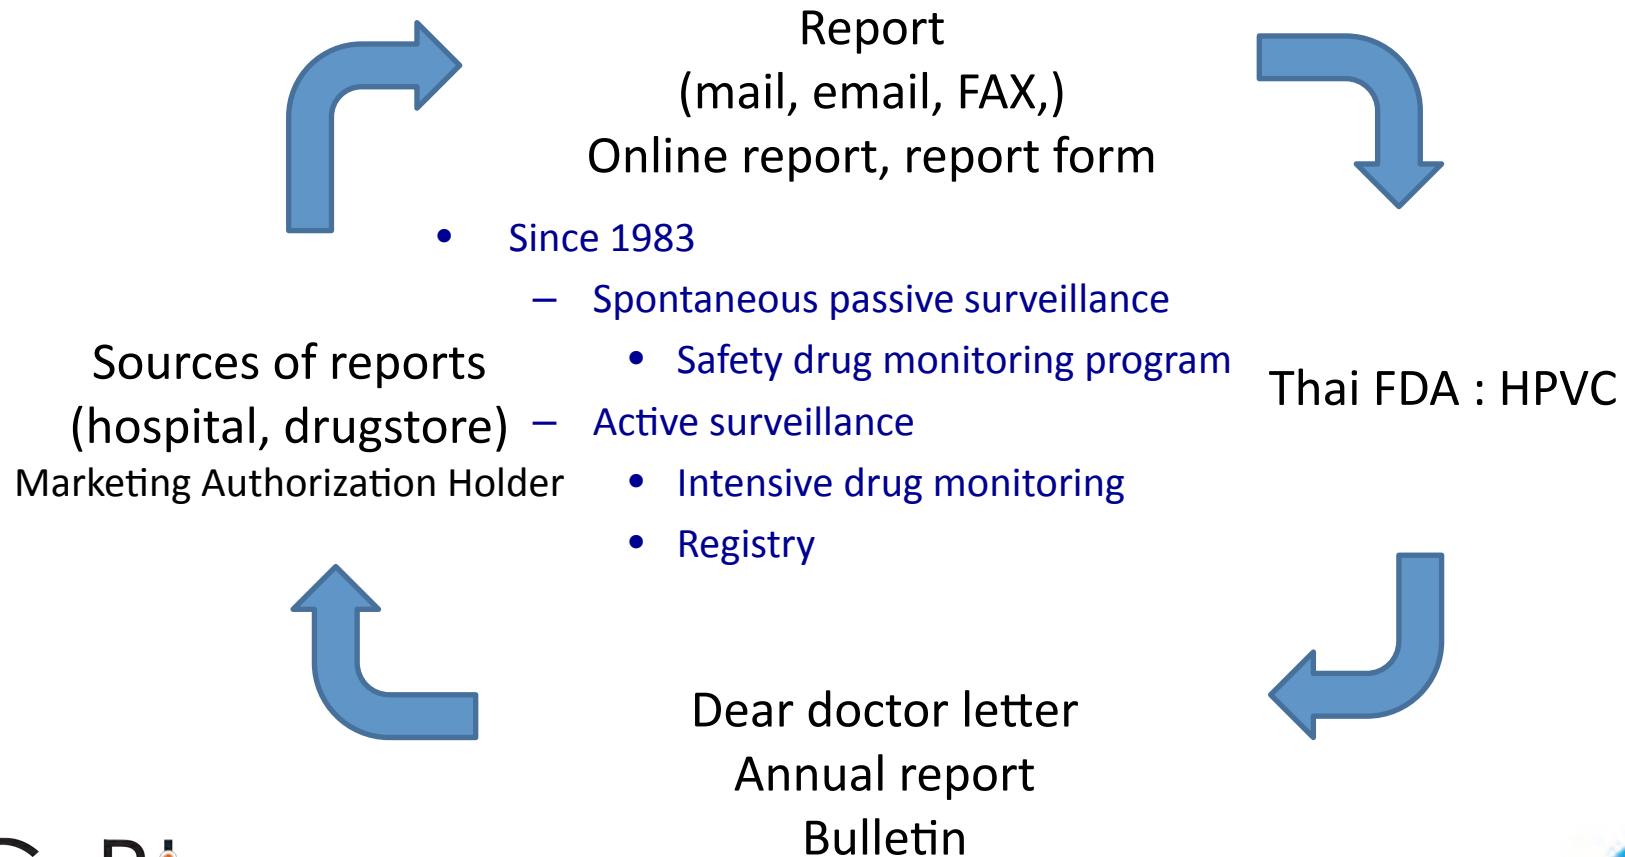 Report
(mail, email, FAX,)
Online report, report form
• Since 1983
– Spontaneous passive surveillance
• Safety drug monitoring program
– Active surveillance
• Intensive drug monitoring
• Registry
Sources of reports
(hospital, drugstore)
Marketing Authorization Holder
Thai FDA : HPVC
Dear doctor letter
Annual report
Bulletin